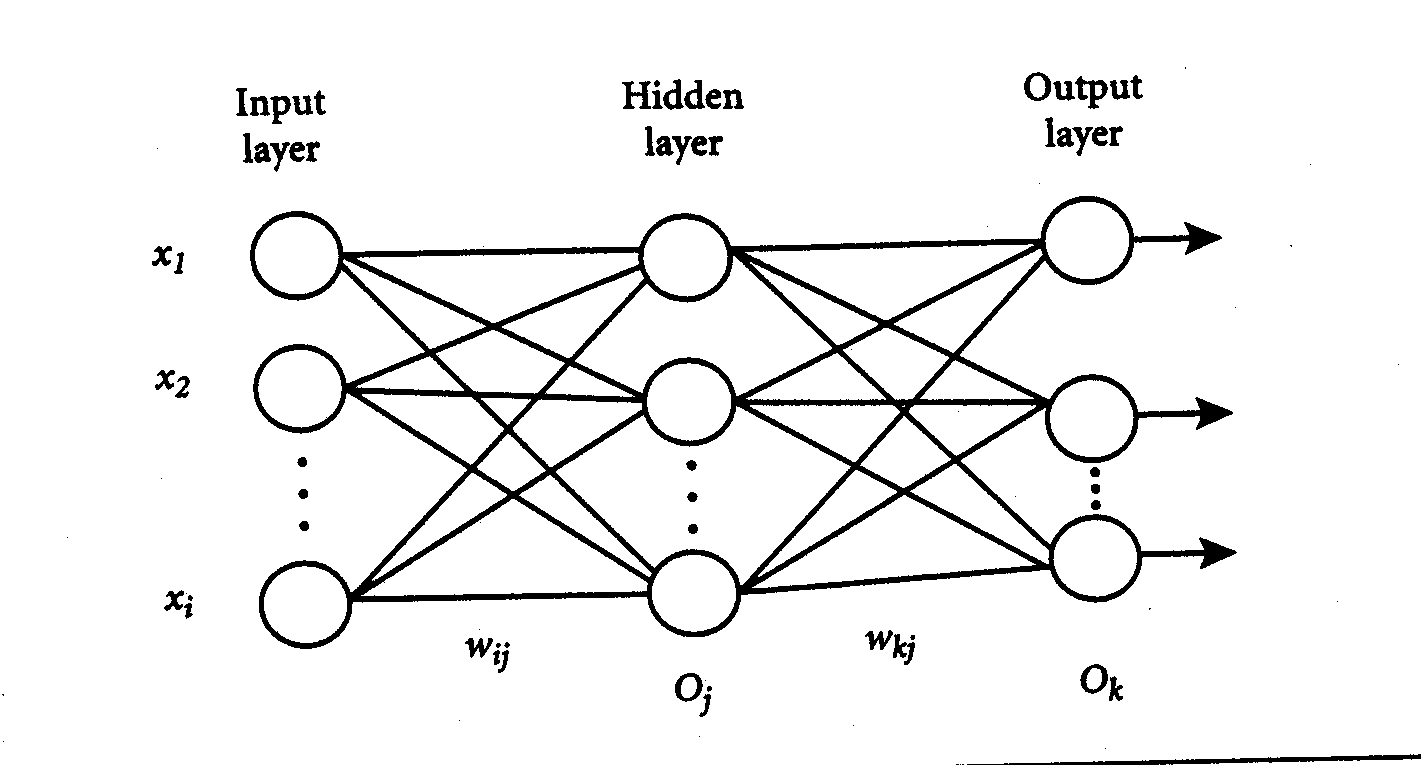 Input
layer
Hidden
layer
Output
layer
x₁
x₂
xᵢ
wᵢⱼ
wₖⱼ
Oⱼ
Oₖ